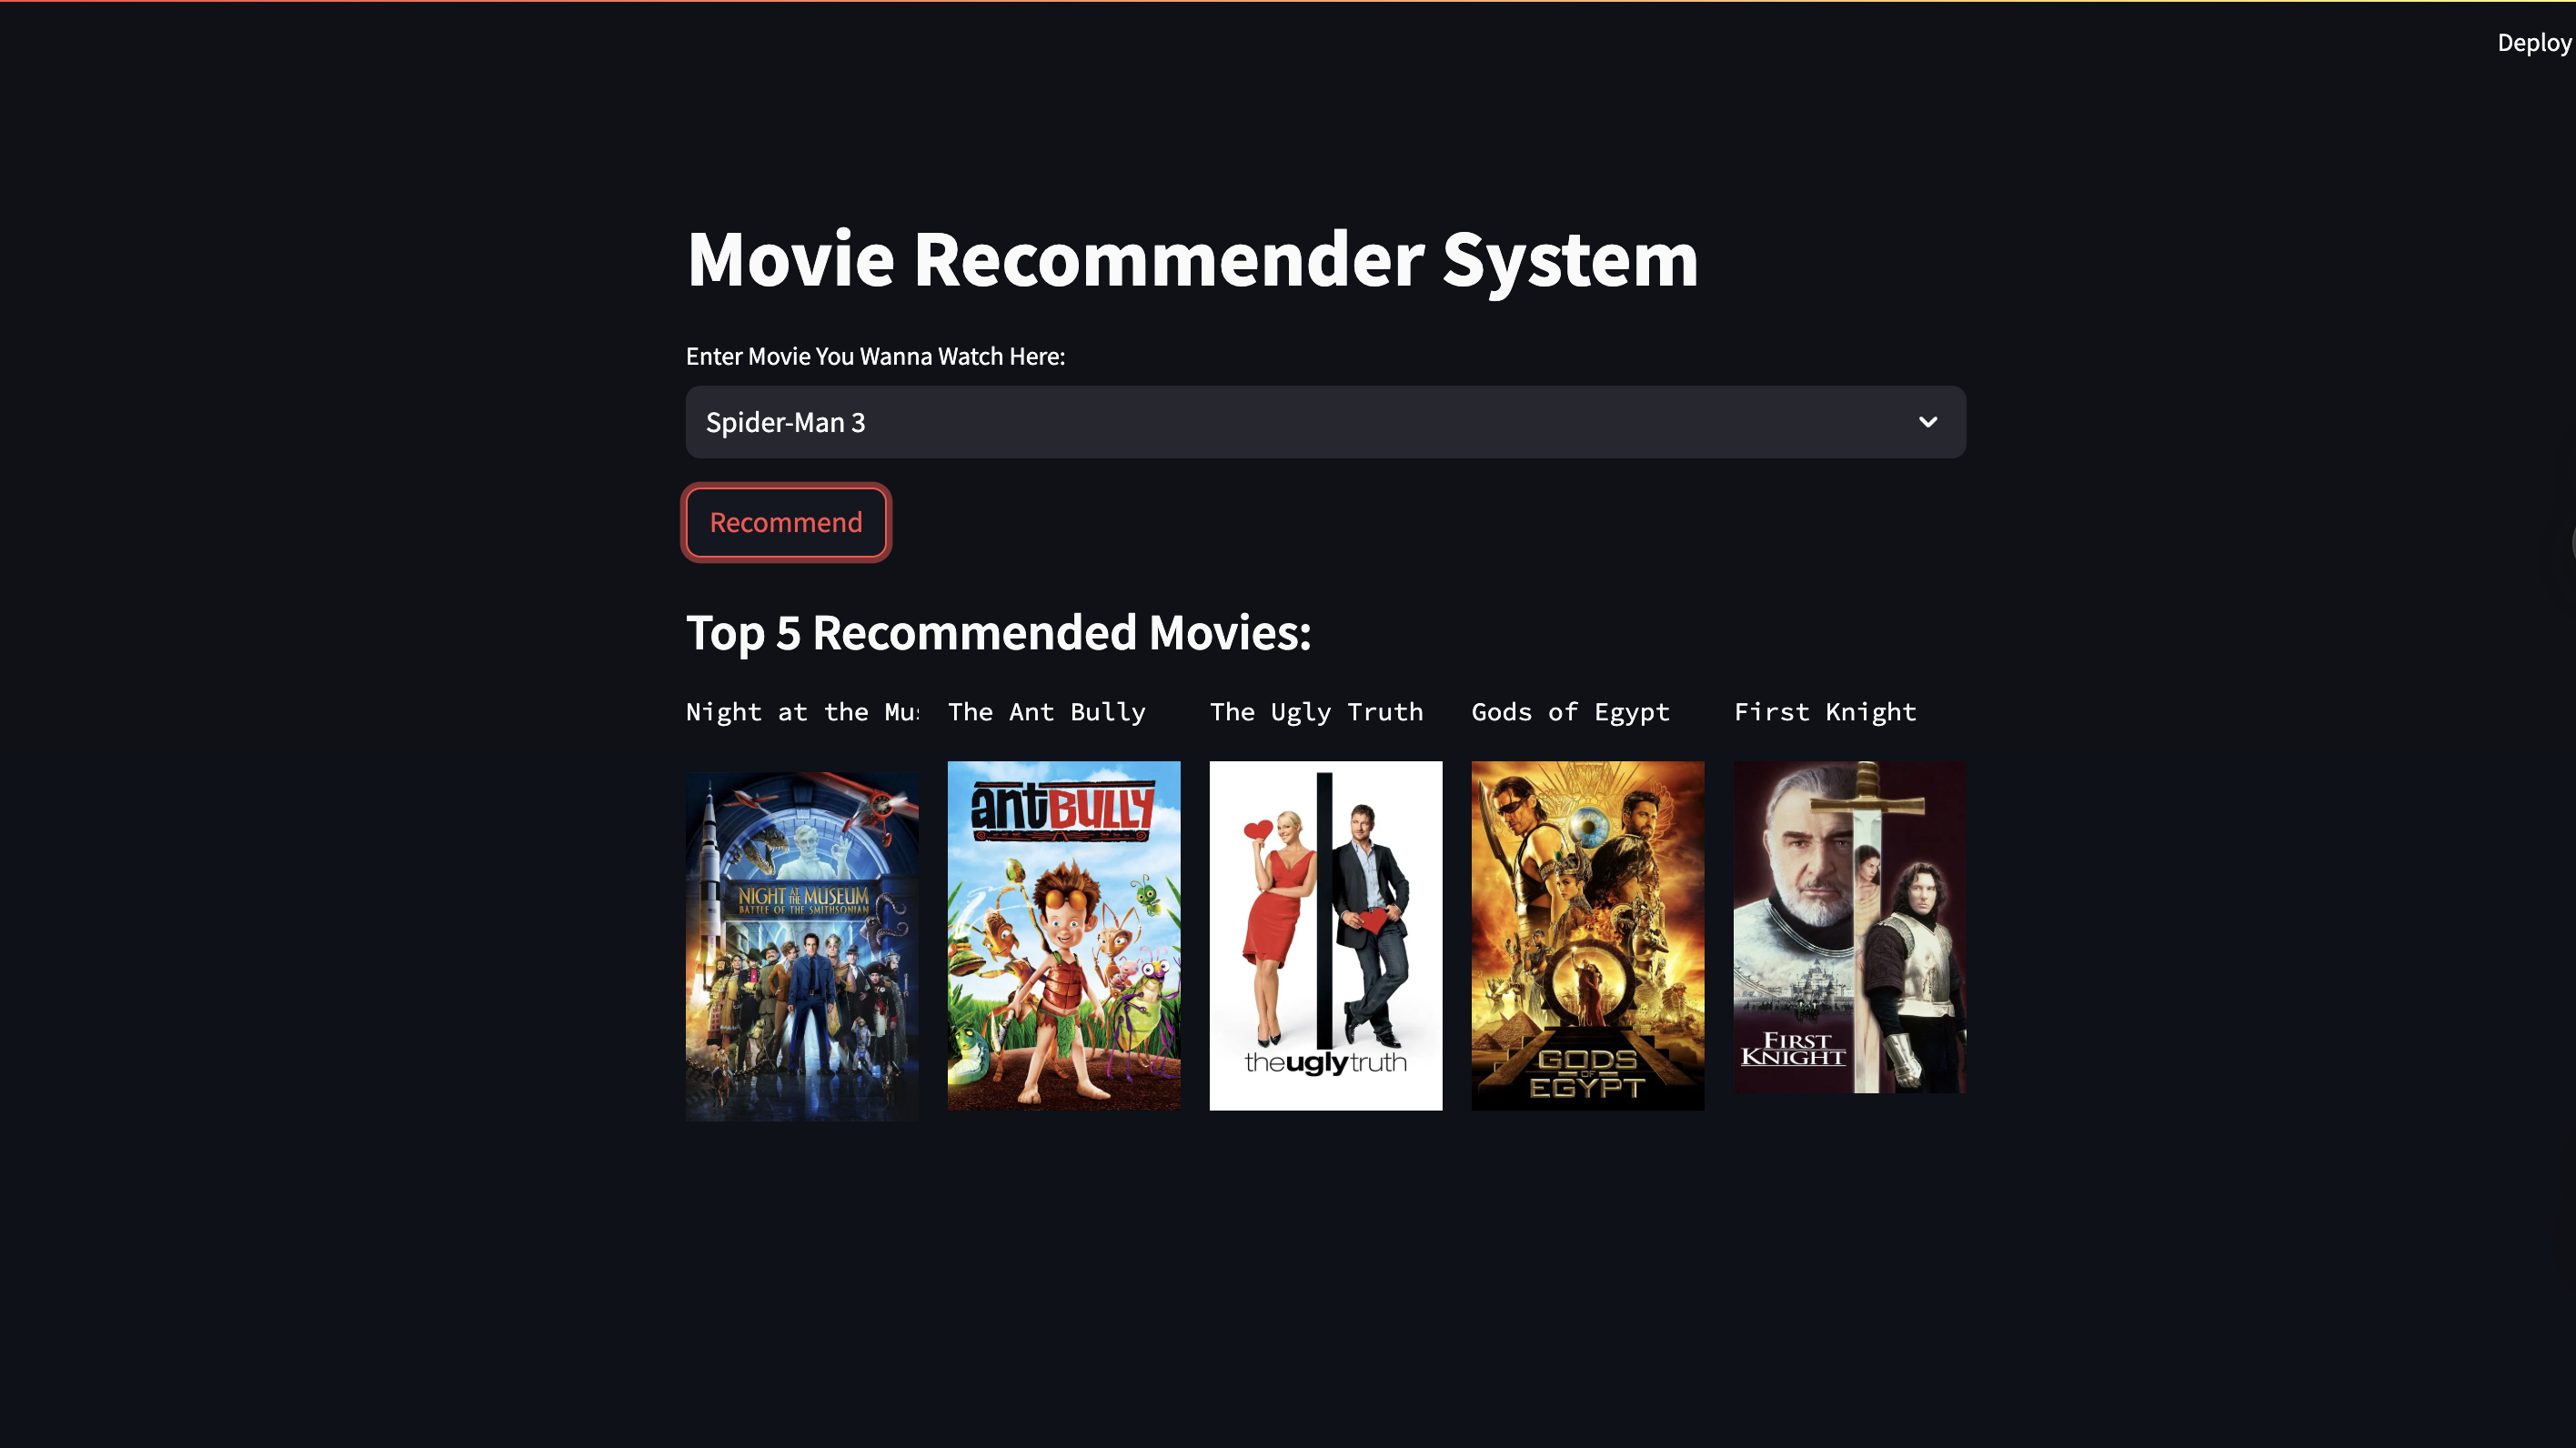 Deploy
Movie Recommender System
Enter Movie You Wanna Watch Here:
Spider-Man 3
Recommend
Top 5 Recommended Movies:
Night at the Mus
The Ant Bully
The Ugly Truth
Gods of Egypt
First Knight
NIGHT AT THE MUSEUM
BATTLE OF THE SMITHSONIAN
antBULLY
theuglytruth
GODS
OF
EGYPT
FIRST
KNIGHT